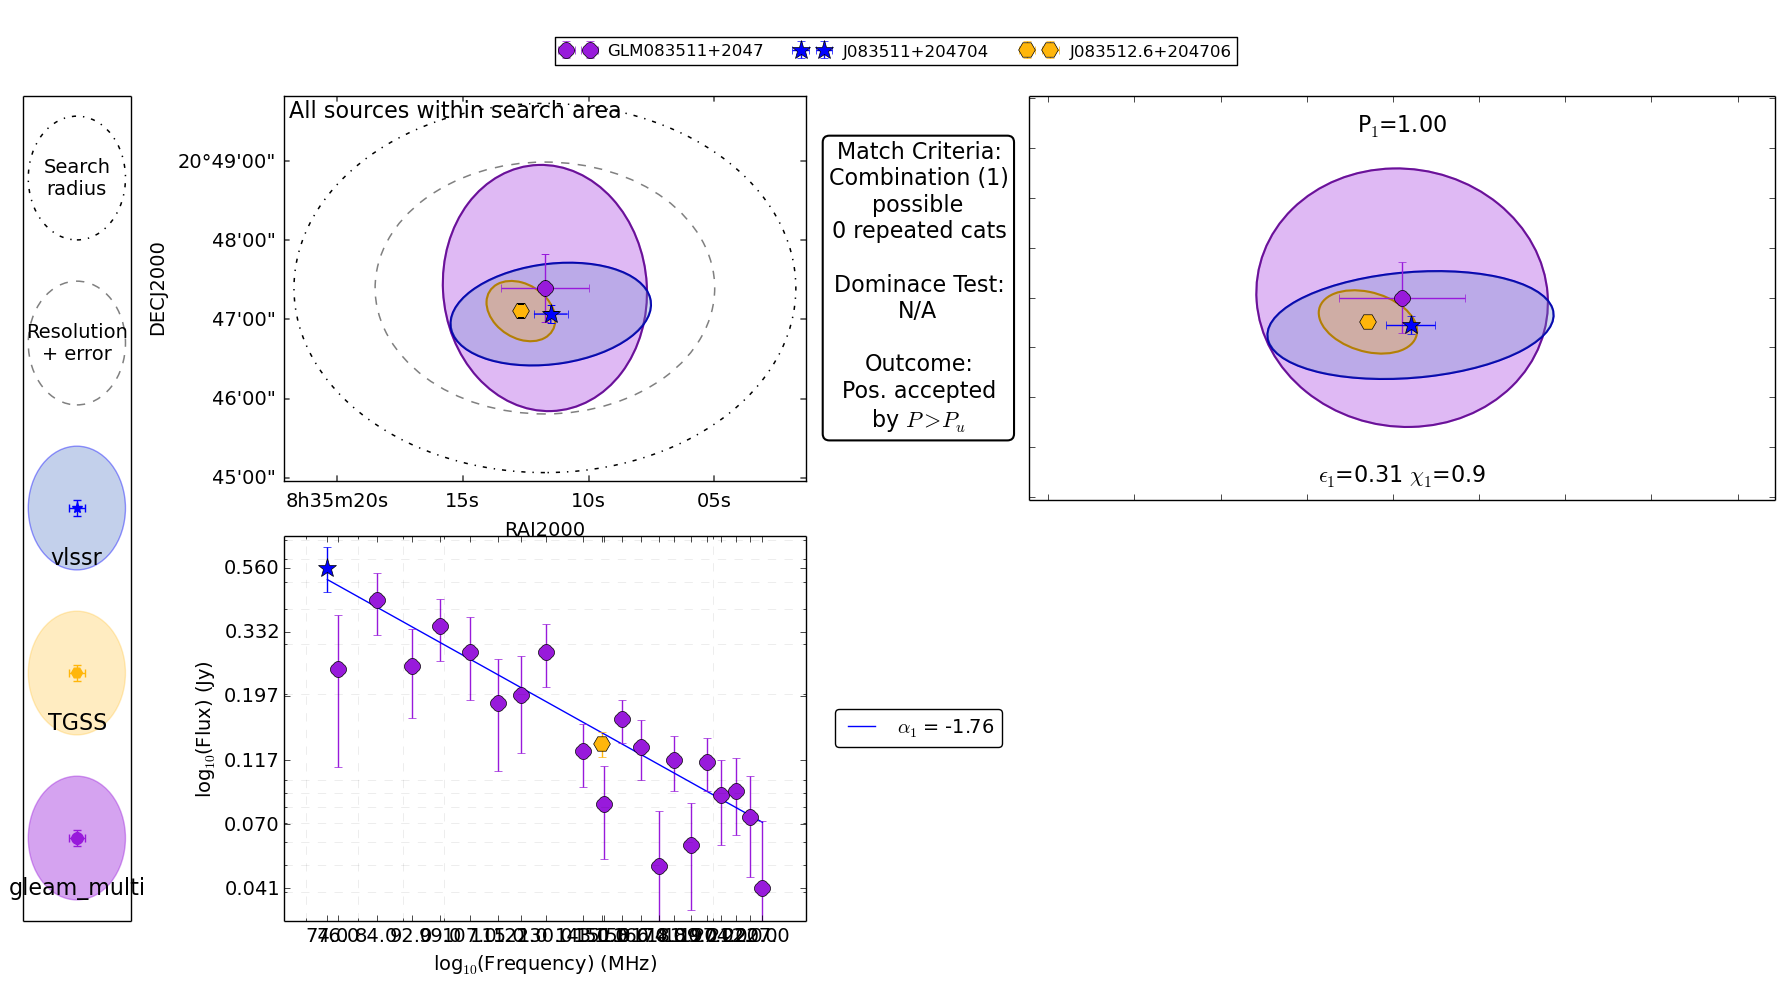 GLM083511+2047 J083511+204704 J083512.6+204706
Search
radius
Resolution
+ error
vlssr
TGSS
gleam_multi
All sources within search area
DECJ2000
20°49'00"
48'00"
47'00"
46'00"
45'00"
8h35m20s 15s 10s 05s
RAJ2000
Match Criteria:
Combination (1)
possible
0 repeated cats
Dominace Test:
N/A
Outcome:
Pos. accepted
by P>Pu
P1=1.00
ϵ1=0.31 χ1=0.9
log10(Flux) (Jy)
0.560
0.332
0.197
0.117
0.070
0.041
log10(Frequency) (MHz)
α1 = -1.76